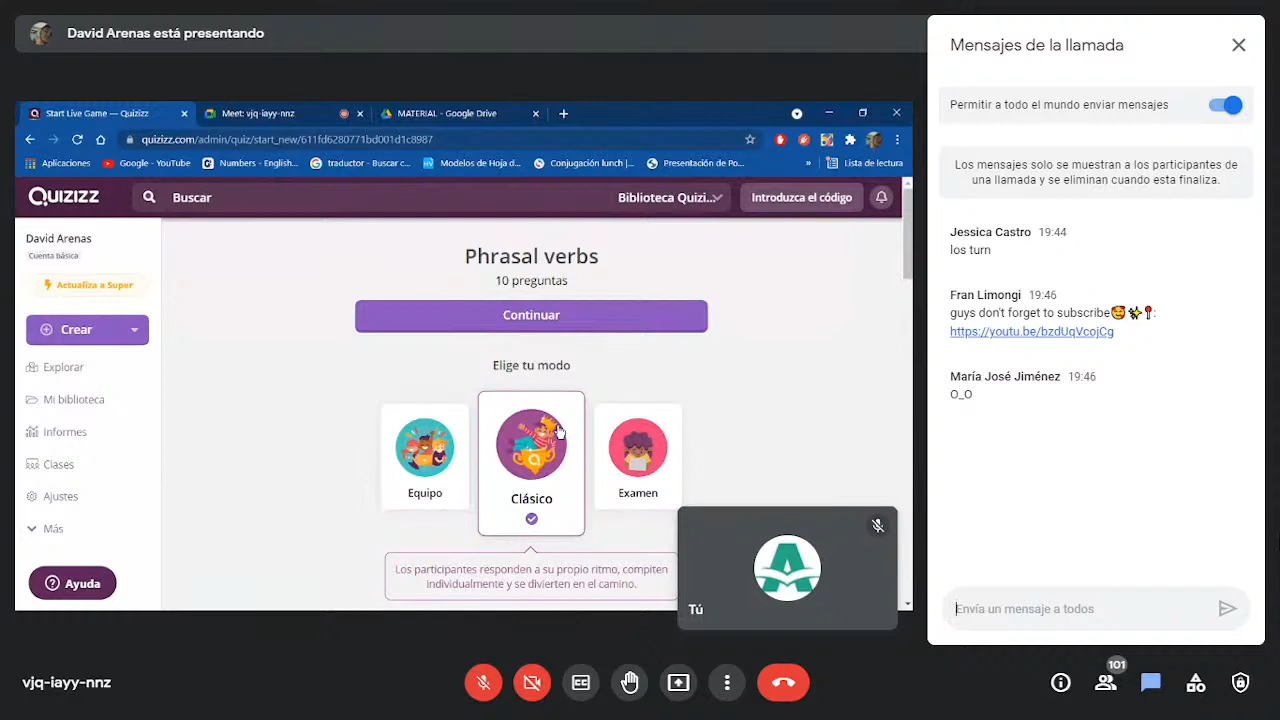 David Arenas está presentando
Start Live Game — Quizizz
Meet: vjq-iayy-nnz
MATERIAL - Google Drive
quizizz.com/admin/quiz/start_new/611fd6280771bd001d1c8987
Aplicaciones
Google - YouTube
Numbers - English...
traductor - Buscar c...
Modelos de Hoja d...
Conjugación lunch |...
Presentación de Po...
»
Lista de lectura
QUIZIZZ
Buscar
Biblioteca Quizi...
Introduzca el código
David Arenas
Cuenta básica
Actualiza a Super
Crear
Explorar
Mi biblioteca
Informes
Clases
Ajustes
Más
Ayuda
Phrasal verbs
10 preguntas
Continuar
Elige tu modo
Equipo
Clásico
Examen
Los participantes responden a su propio ritmo, compiten
individualmente y se divierten en el camino.
Tú
Mensajes de la llamada
Permitir a todo el mundo enviar mensajes
Los mensajes solo se muestran a los participantes de
una llamada y se eliminan cuando esta finaliza.
Jessica Castro 19:44
los turn
Fran Limongi 19:46
guys don't forget to subscribe🥰✨📍:
https://youtu.be/bzdUqVcojCg
María José Jiménez 19:46
O_O
Envía un mensaje a todos
vjq-iayy-nnz
101